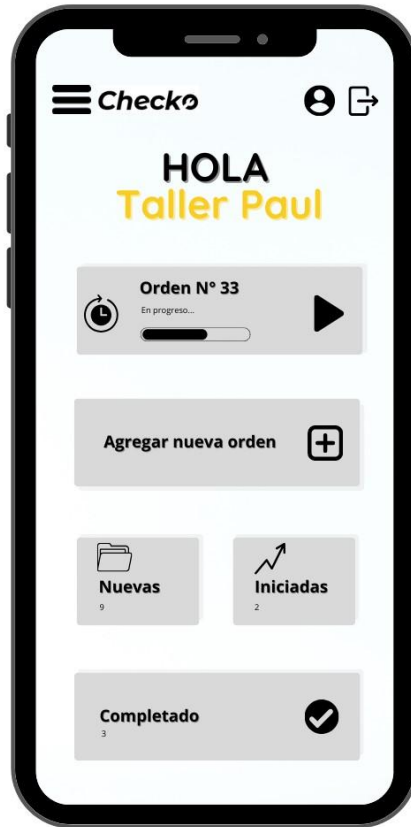 Checko
HOLA
Taller Paul
Orden N° 33
En progreso...
Agregar nueva orden
Nuevas
9
Iniciadas
2
Completado
3